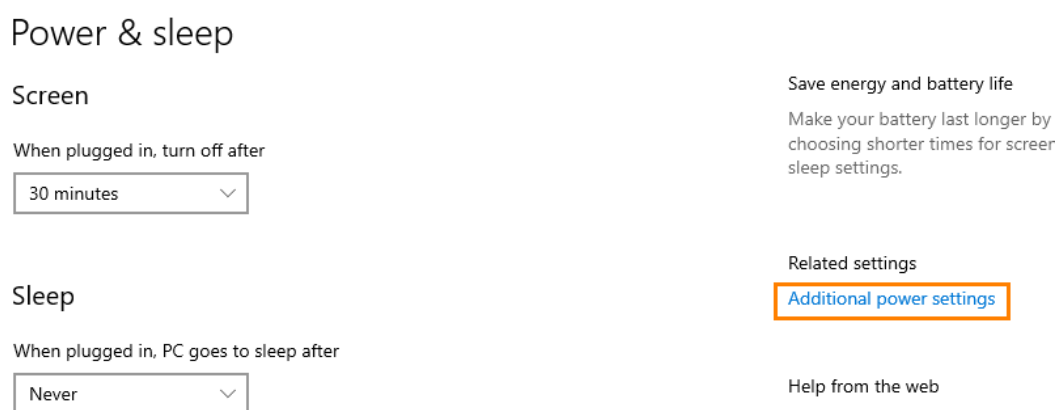 Power & sleep
Screen
When plugged in, turn off after
30 minutes
Sleep
When plugged in, PC goes to sleep after
Never
Save energy and battery life
Make your battery last longer by
choosing shorter times for screen
sleep settings.
Related settings
Additional power settings
Help from the web